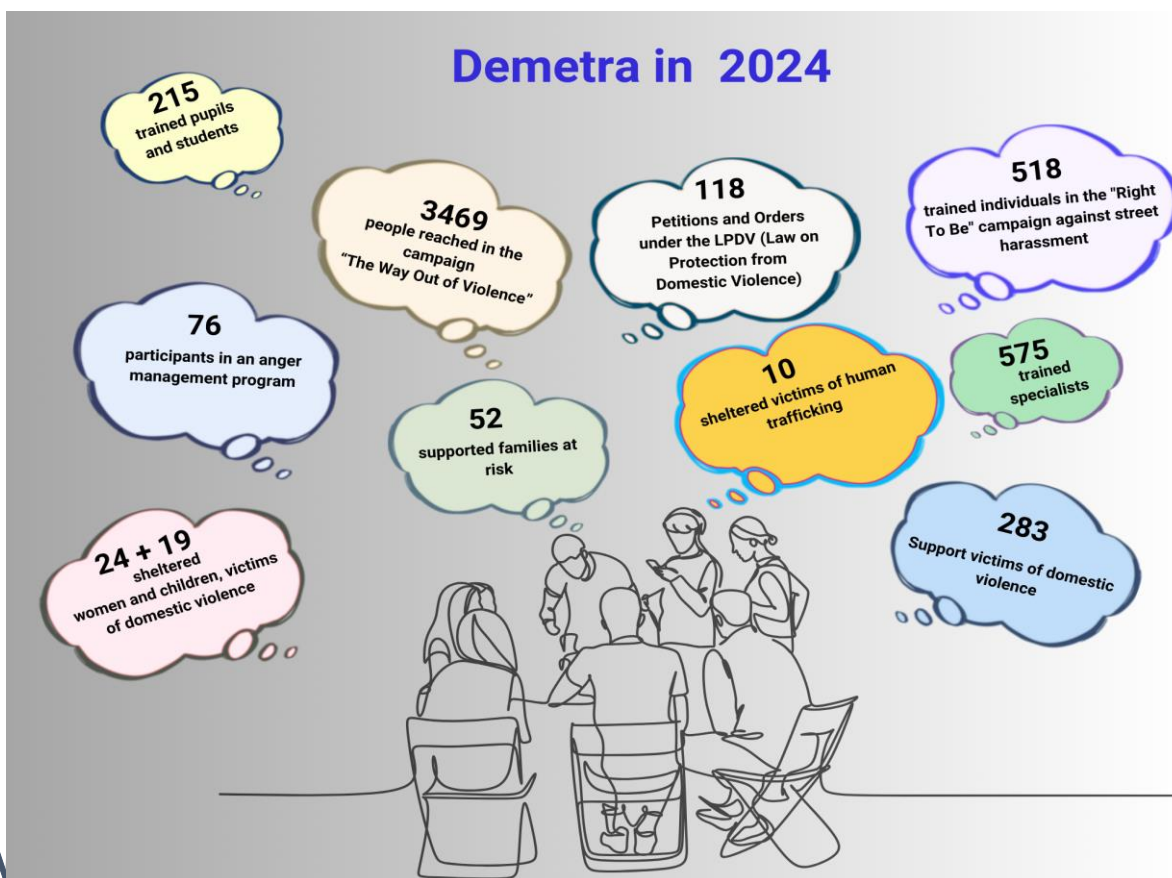 Demetra in 2024
215
trained pupils
and students
3469
people reached in the
campaign
“The Way Out of Violence”
118
Petitions and Orders
under the LPDV (Law on
Protection from
Domestic Violence)
518
trained individuals in the "Right
To Be" campaign against street
harassment
76
participants in an anger
management program
52
supported families at
risk
10
sheltered victims of human
trafficking
575
trained
specialists
24 + 19
sheltered
women and children, victims
of domestic violence
283
Support victims of domestic
violence